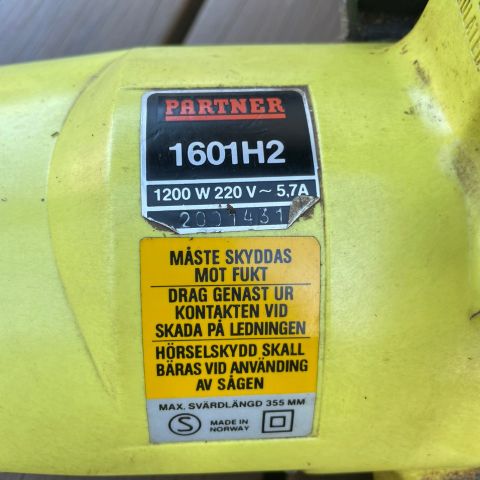 PARTNER
1601H2
1200 W 220 V ~ 5,7A
2001431
MÅSTE SKYDDAS
MOT FUKT
DRAG GENAST UR
KONTAKTEN VID
SKADA PÅ LEDNINGEN
HÖRSELSKYDD SKALL
BÄRAS VID ANVÄNDING
AV SÅGEN
MAX. SVÄRDLÄNGD 355 MM
S MADE IN
NORWAY